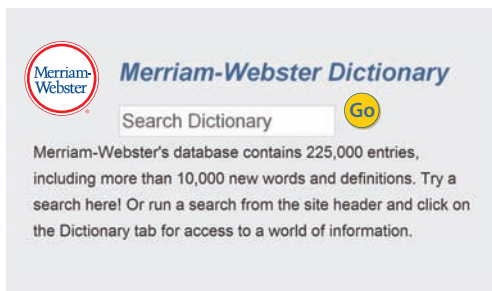 Merriam-
Webster
®
Merriam-Webster Dictionary
Search Dictionary
Go
Merriam-Webster's database contains 225,000 entries,
including more than 10,000 new words and definitions. Try a
search here! Or run a search from the site header and click on
the Dictionary tab for access to a world of information.